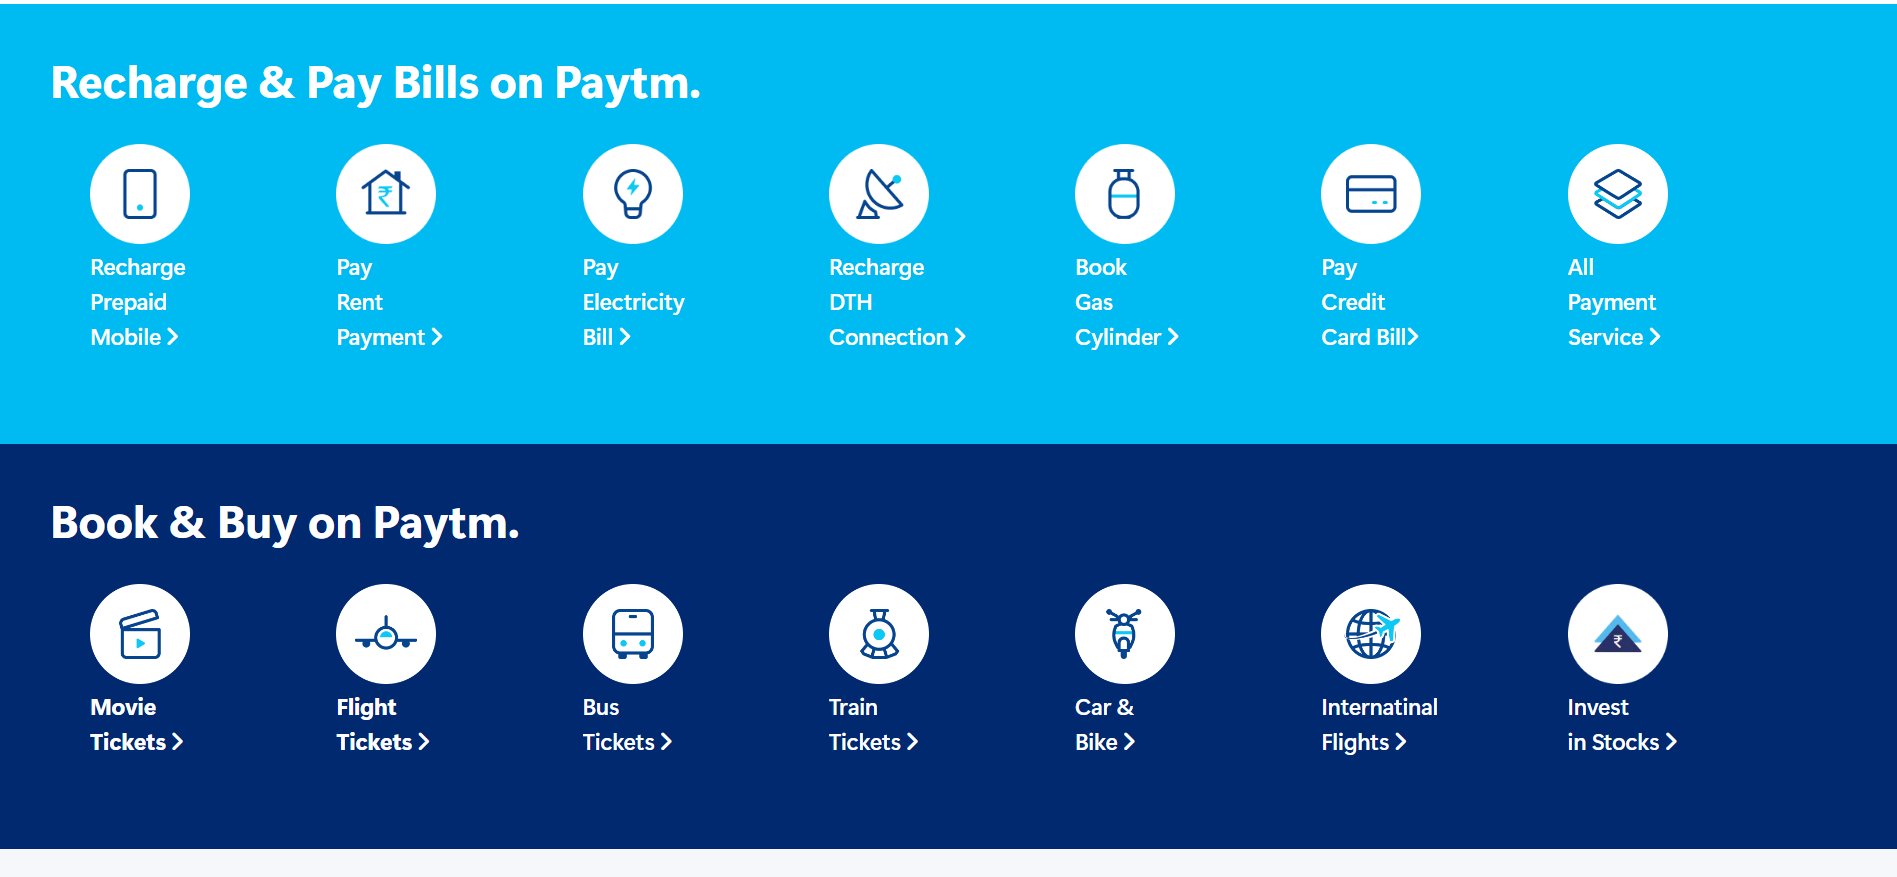 Recharge & Pay Bills on Paytm.
Recharge
Prepaid
Mobile >
Pay
Rent
Payment >
Pay
Electricity
Bill >
Recharge
DTH
Connection >
Book
Gas
Cylinder >
Pay
Credit
Card Bill>
All
Payment
Service >
Book & Buy on Paytm.
Movie
Tickets >
Flight
Tickets >
Bus
Tickets >
Train
Tickets >
Car &
Bike >
Internatinal
Flights >
Invest
in Stocks >